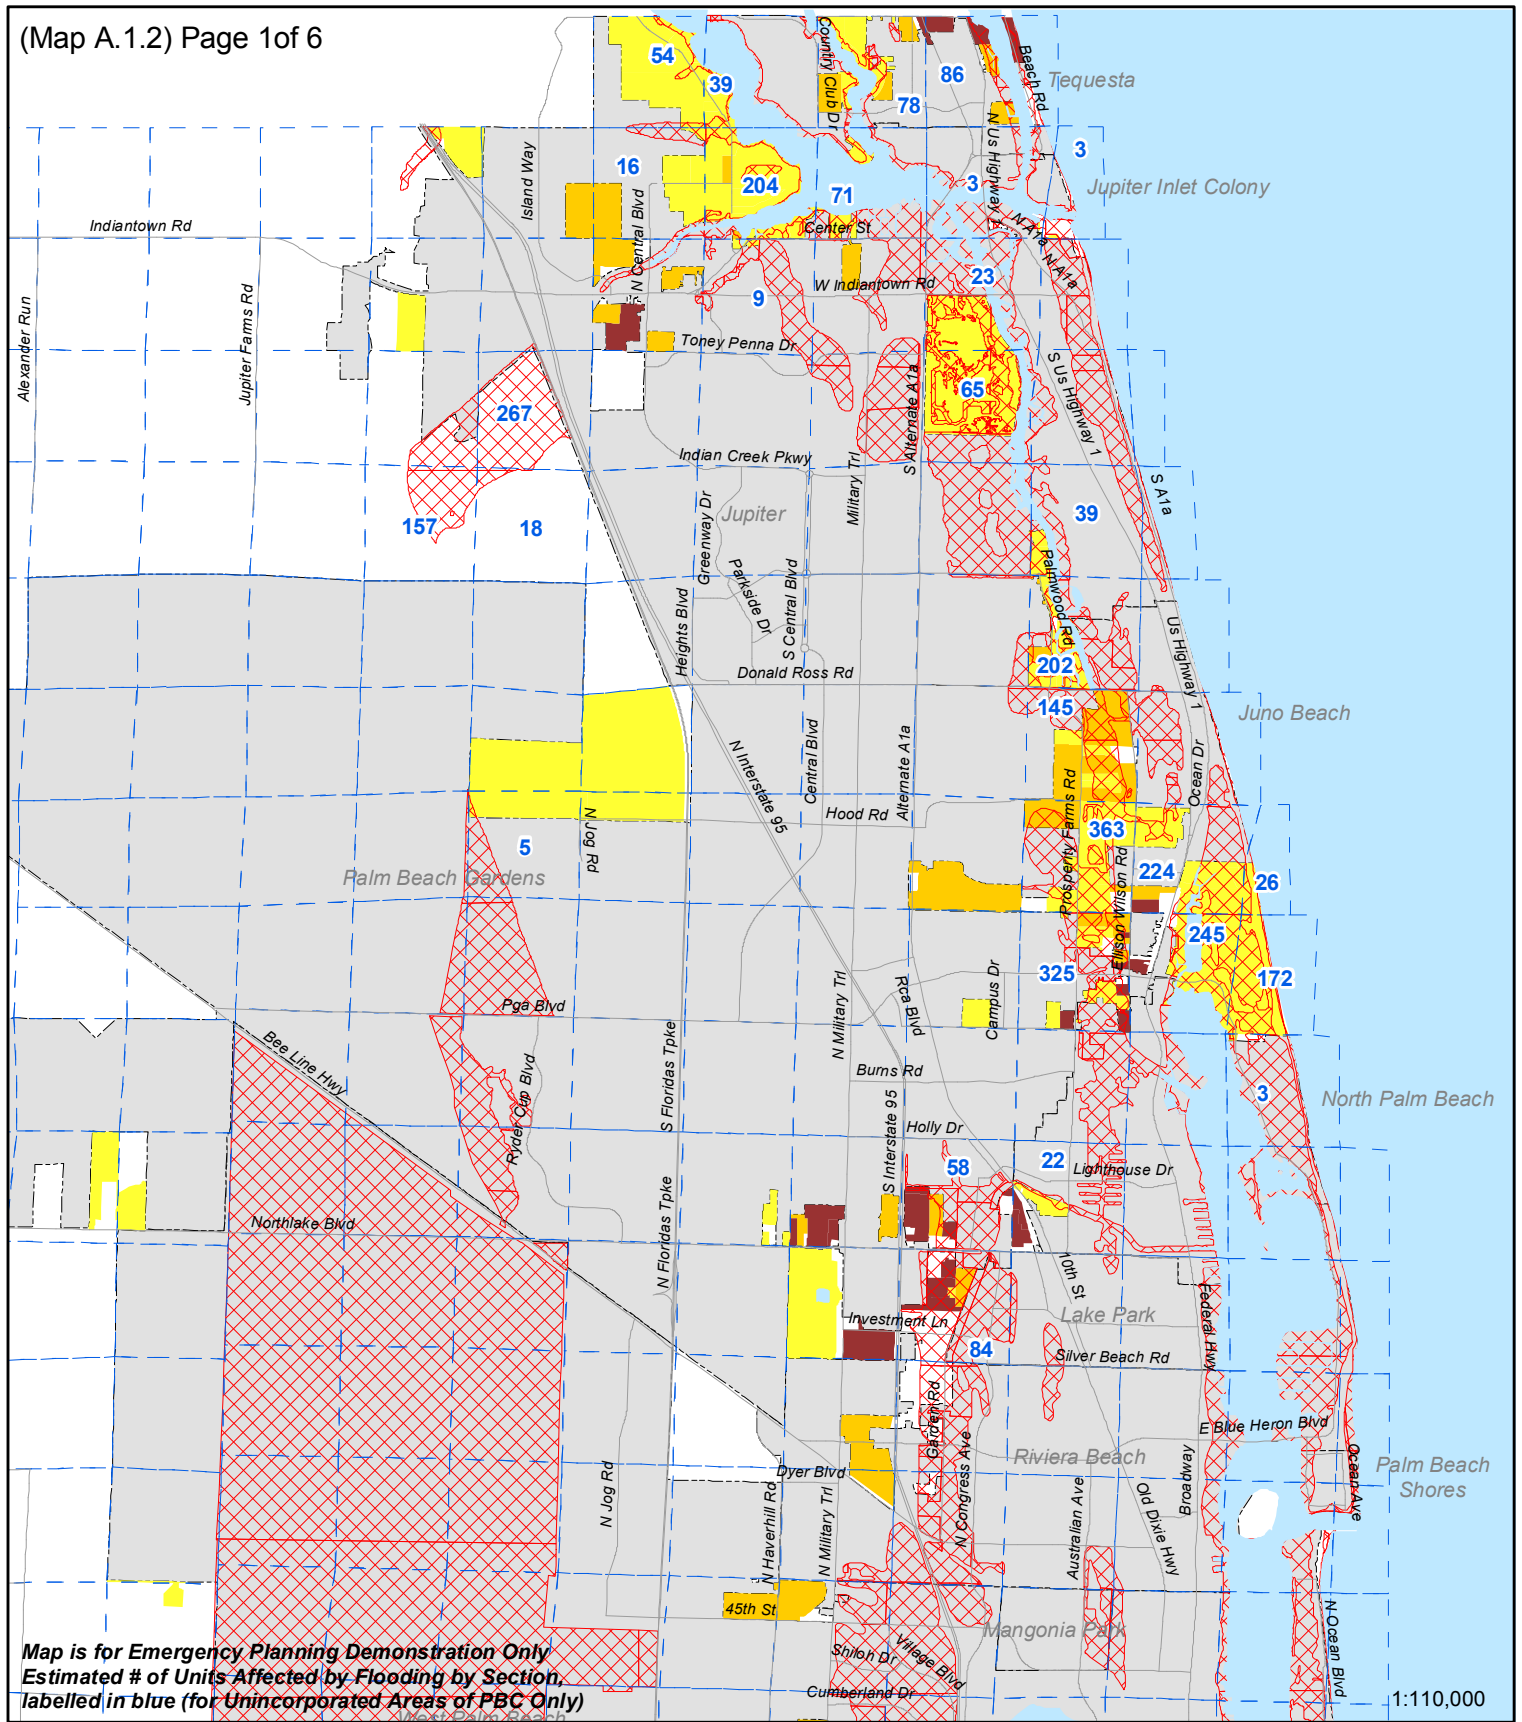 (Map A.1.2) Page 1of 6
54
39
Country Club Dr
86
78
Beach Rd
Tequesta
N Us Highway 1
3
Island Way
16
204
71
3
Jupiter Inlet Colony
Indiantown Rd
N Central Blvd
Center St
N A1a
N A1a
23
W Indiantown Rd
9
Alexander Run
Jupiter Farms Rd
Toney Penna Dr
S Us Highway 1
267
65
S Alternate A1a
Indian Creek Pkwy
Military Trl
S A1a
157
18
Greenway Dr
Jupiter
39
Parkside Dr
S Central Blvd
Palmwood Rd
Heights Blvd
Us Highway 1
202
Donald Ross Rd
145
Juno Beach
N Interstate 95
Central Blvd
Alternate A1a
Ocean Dr
Prosperity Farms Rd
Hood Rd
N Jog Rd
363
5
224
26
Palm Beach Gardens
Ellison Wilson Rd
245
325
172
Rca Blvd
Campus Dr
N Military Trl
Pga Blvd
Bee Line Hwy
S Floridas Tpke
Ryder Cup Blvd
Burns Rd
3
North Palm Beach
S Interstate 95
Holly Dr
58
22
Lighthouse Dr
Northlake Blvd
N Floridas Tpke
10th St
Federal Hwy
Investment Ln
Lake Park
84
Silver Beach Rd
Garden Rd
E Blue Heron Blvd
N Congress Ave
Riviera Beach
Broadway
Ocean Ave
Palm Beach
Shores
Dyer Blvd
N Jog Rd
N Haverhill Rd
N Military Trl
Australian Ave
Old Dixie Hwy
45th St
Mangonia Park
N Ocean Blvd
Shiloh Dr
Village Blvd
Cumberland Dr
Map is for Emergency Planning Demonstration Only
Estimated # of Units Affected by Flooding by Section,
labelled in blue (for Unincorporated Areas of PBC Only)
West Palm Beach
1:110,000